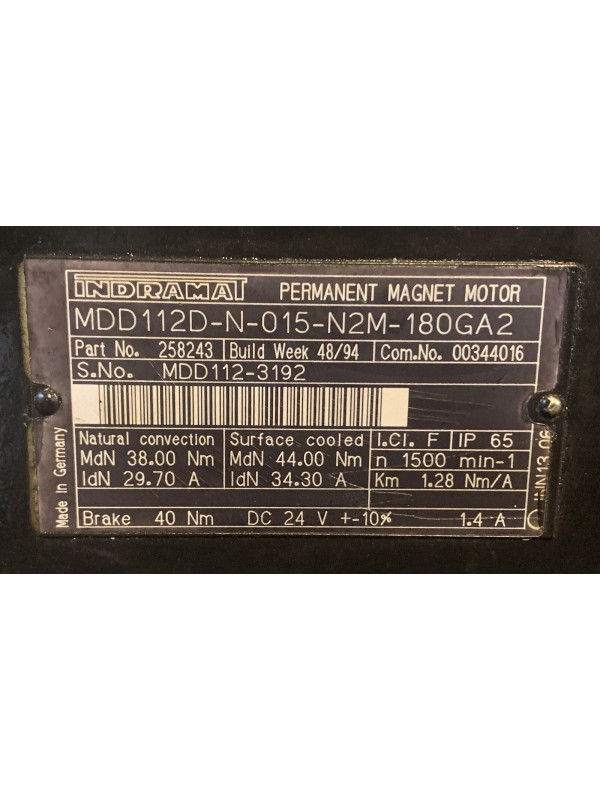 INDRAMAT PERMANENT MAGNET MOTOR
MDD112D-N-015-N2M-180GA2
Part No. 258243 Build Week 48/94 Com.No. 00344016
S.No. MDD112-3192
Natural convection Surface cooled I.Cl. F IP 65
MdN 38.00 Nm MdN 44.00 Nm n 1500 min-1
IdN 29.70 A IdN 34.30 A Km 1.28 Nm/A
Brake 40 Nm DC 24 V +-10% 1.4 A
Made in Germany